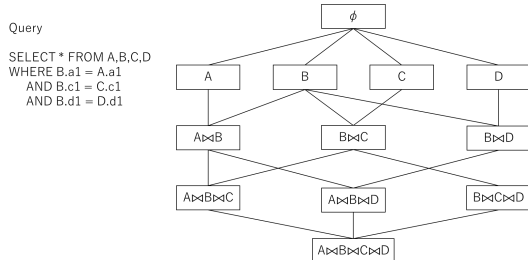 Query
SELECT * FROM A,B,C,D
WHERE B.a1 = A.a1
AND B.c1 = C.c1
AND B.d1 = D.d1
ϕ
A B C D
A⋈B B⋈C B⋈D
A⋈B⋈C A⋈B⋈D B⋈C⋈D
A⋈B⋈C⋈D